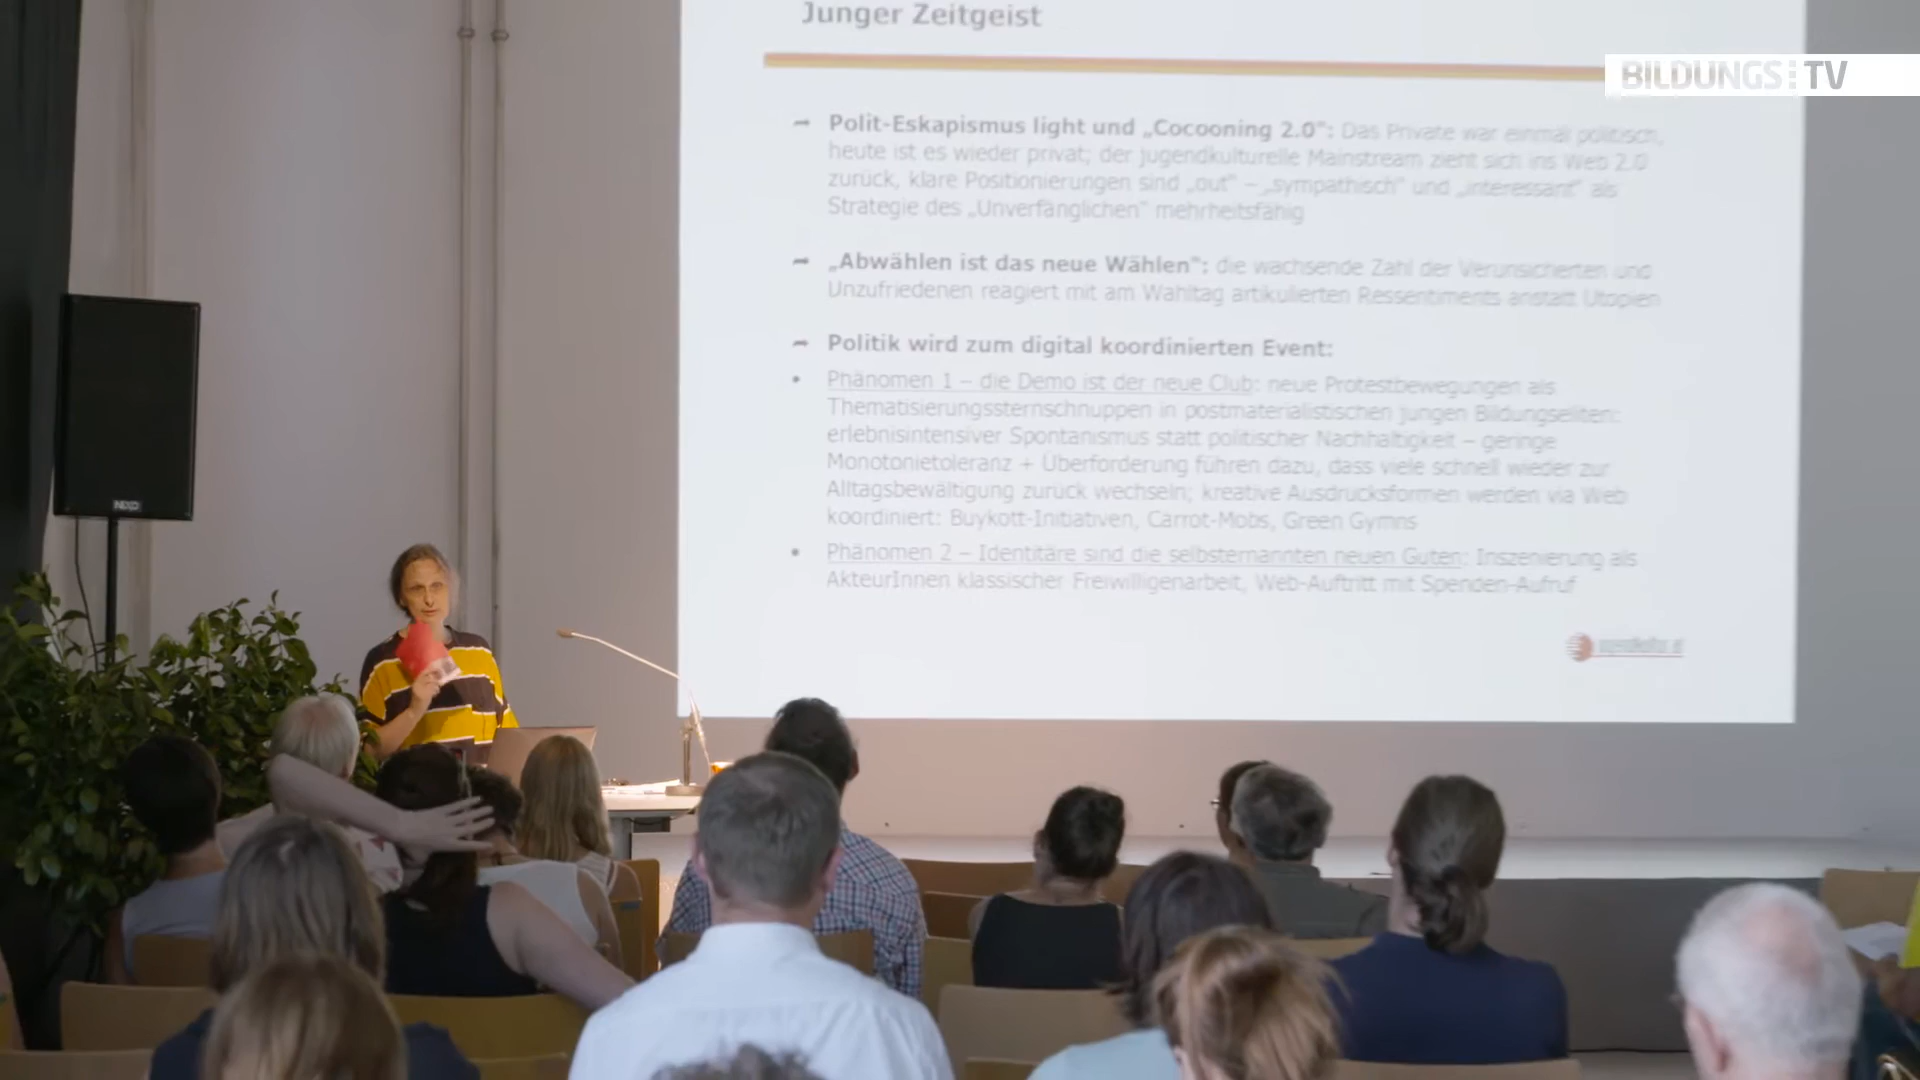 Junger Zeitgeist
BILDUNGS TV
➡ Polit-Eskapismus light und „Cocooning 2.0“: Das Private war einmal politisch,
heute ist es wieder privat; der jugendkulturelle Mainstream zieht sich ins Web 2.0
zurück, klare Positionierungen sind „out“ – „sympathisch“ und „interessant“ als
Strategie des „Unverfänglichen“ mehrheitsfähig
➡ „Abwählen ist das neue Wählen“: die wachsende Zahl der Verunsicherten und
Unzufriedenen reagiert mit am Wahltag artikulierten Ressentiments anstatt Utopien
➡ Politik wird zum digital koordinierten Event:
• Phänomen 1 – die Demo ist der neue Club: neue Protestbewegungen als
Thematisierungssternschnuppen in postmaterialistischen jungen Bildungseliten:
erlebnisintensiver Spontanismus statt politischer Nachhaltigkeit – geringe
Monotonietoleranz + Überforderung führen dazu, dass viele schnell wieder zur
Alltagsbewältigung zurück wechseln; kreative Ausdrucksformen werden via Web
koordiniert: Buykott-Initiativen, Carrot-Mobs, Green Gyms
• Phänomen 2 – Identitäre sind die selbsternannten neuen Guten: Inszenierung als
AkteurInnen klassischer Freiwilligenarbeit, Web-Auftritt mit Spenden-Aufruf
NEXO